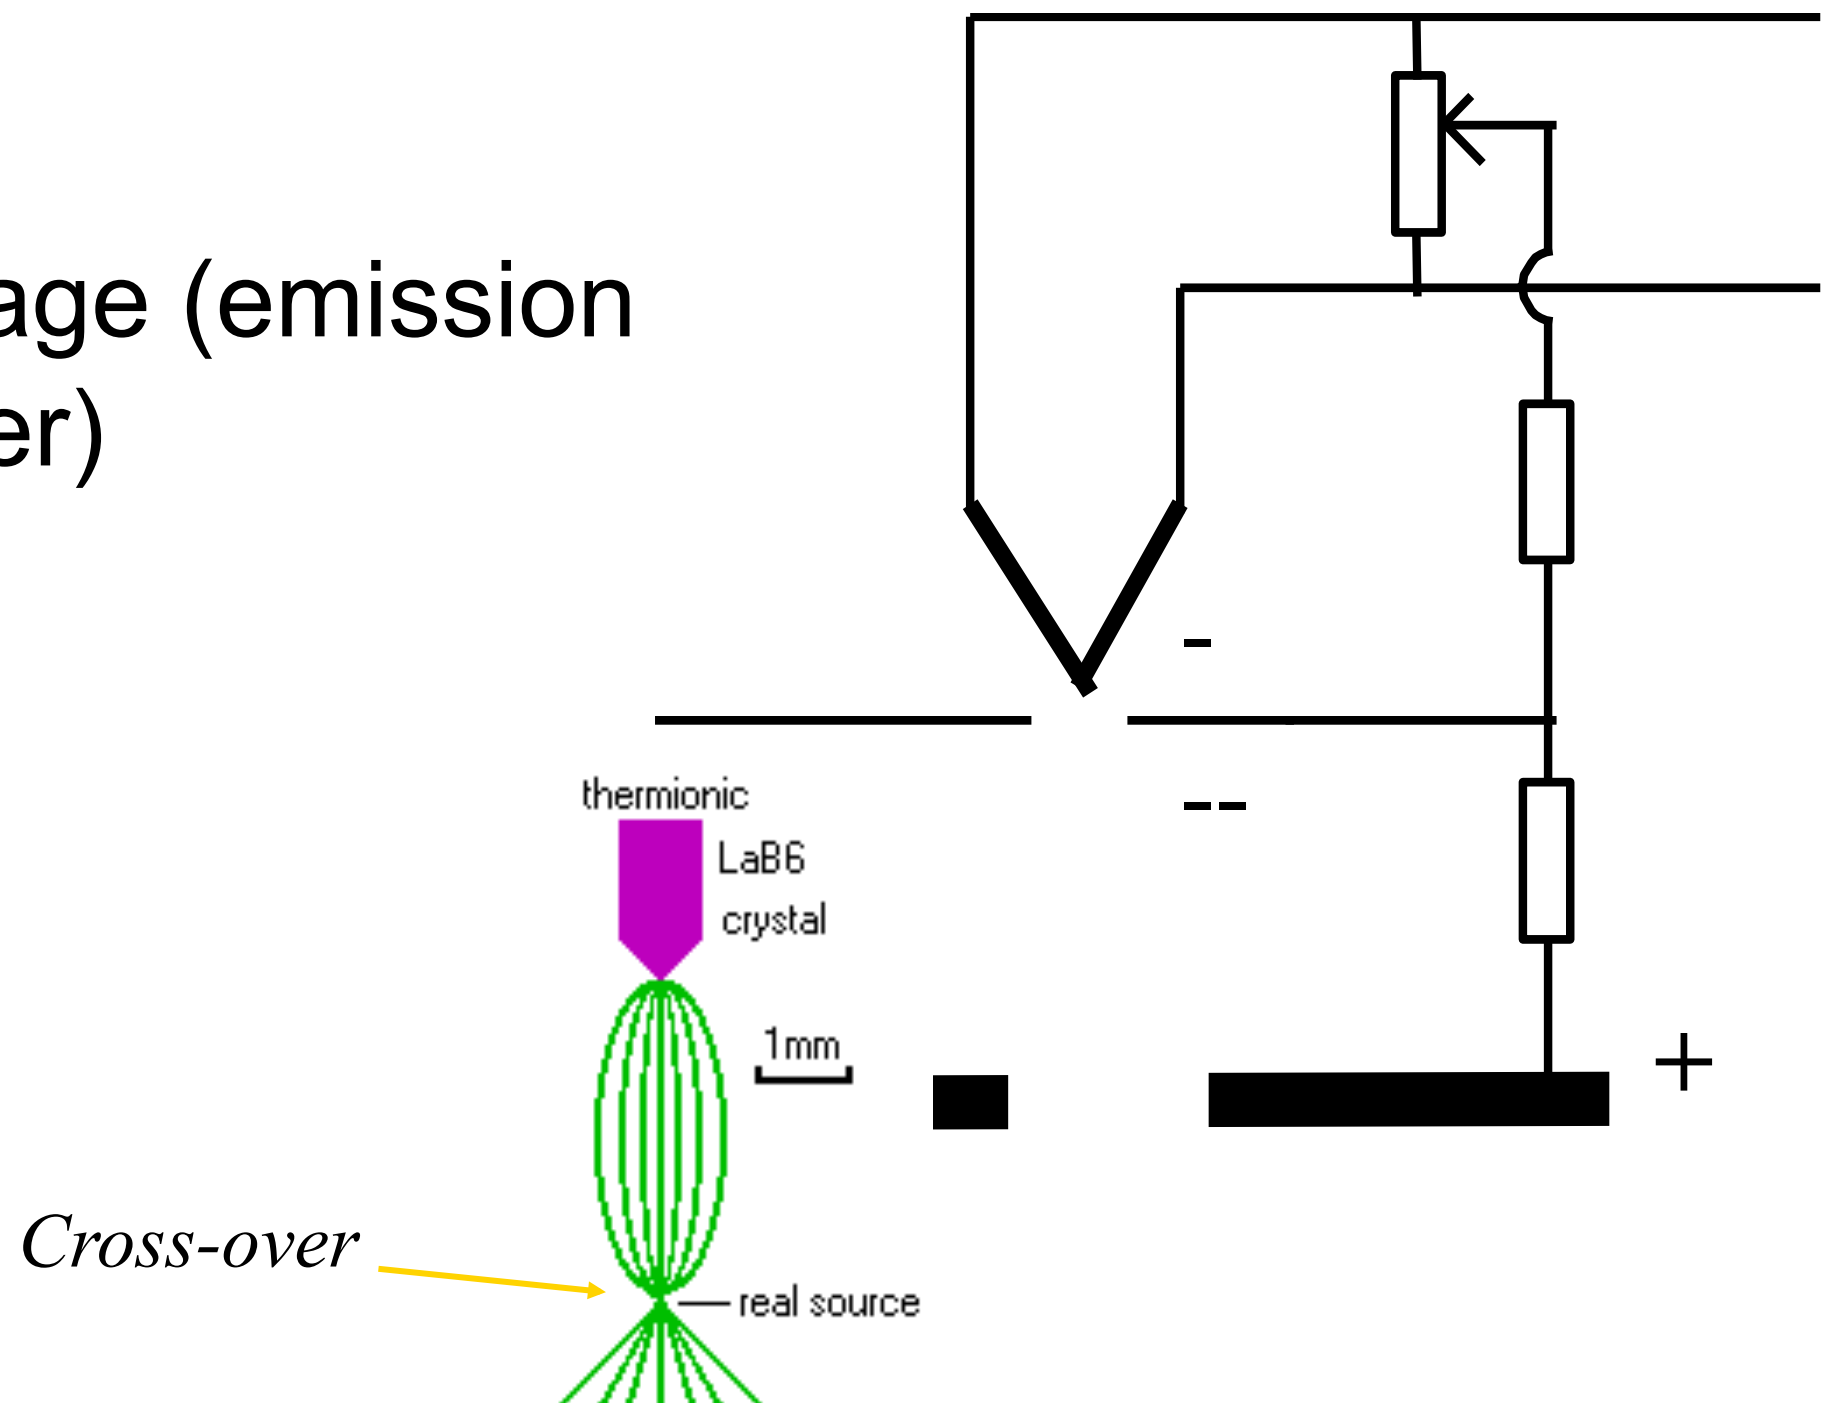 age (emission
er)
-
--
thermionic
LaB6
crystal
1mm
+
Cross-over
real source